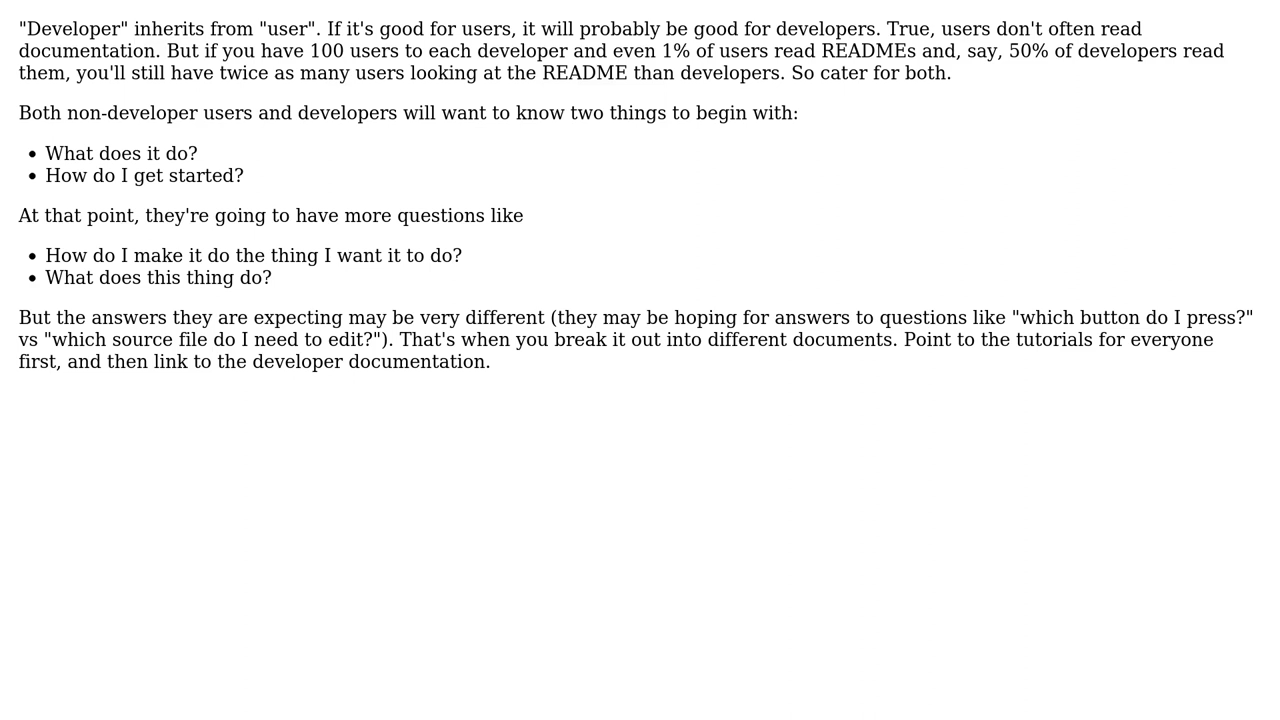 "Developer" inherits from "user". If it's good for users, it will probably be good for developers. True, users don't often read
documentation. But if you have 100 users to each developer and even 1% of users read READMEs and, say, 50% of developers read
them, you'll still have twice as many users looking at the README than developers. So cater for both.
Both non-developer users and developers will want to know two things to begin with:
• What does it do?
• How do I get started?
At that point, they're going to have more questions like
• How do I make it do the thing I want it to do?
• What does this thing do?
But the answers they are expecting may be very different (they may be hoping for answers to questions like "which button do I press?"
vs "which source file do I need to edit?"). That's when you break it out into different documents. Point to the tutorials for everyone
first, and then link to the developer documentation.